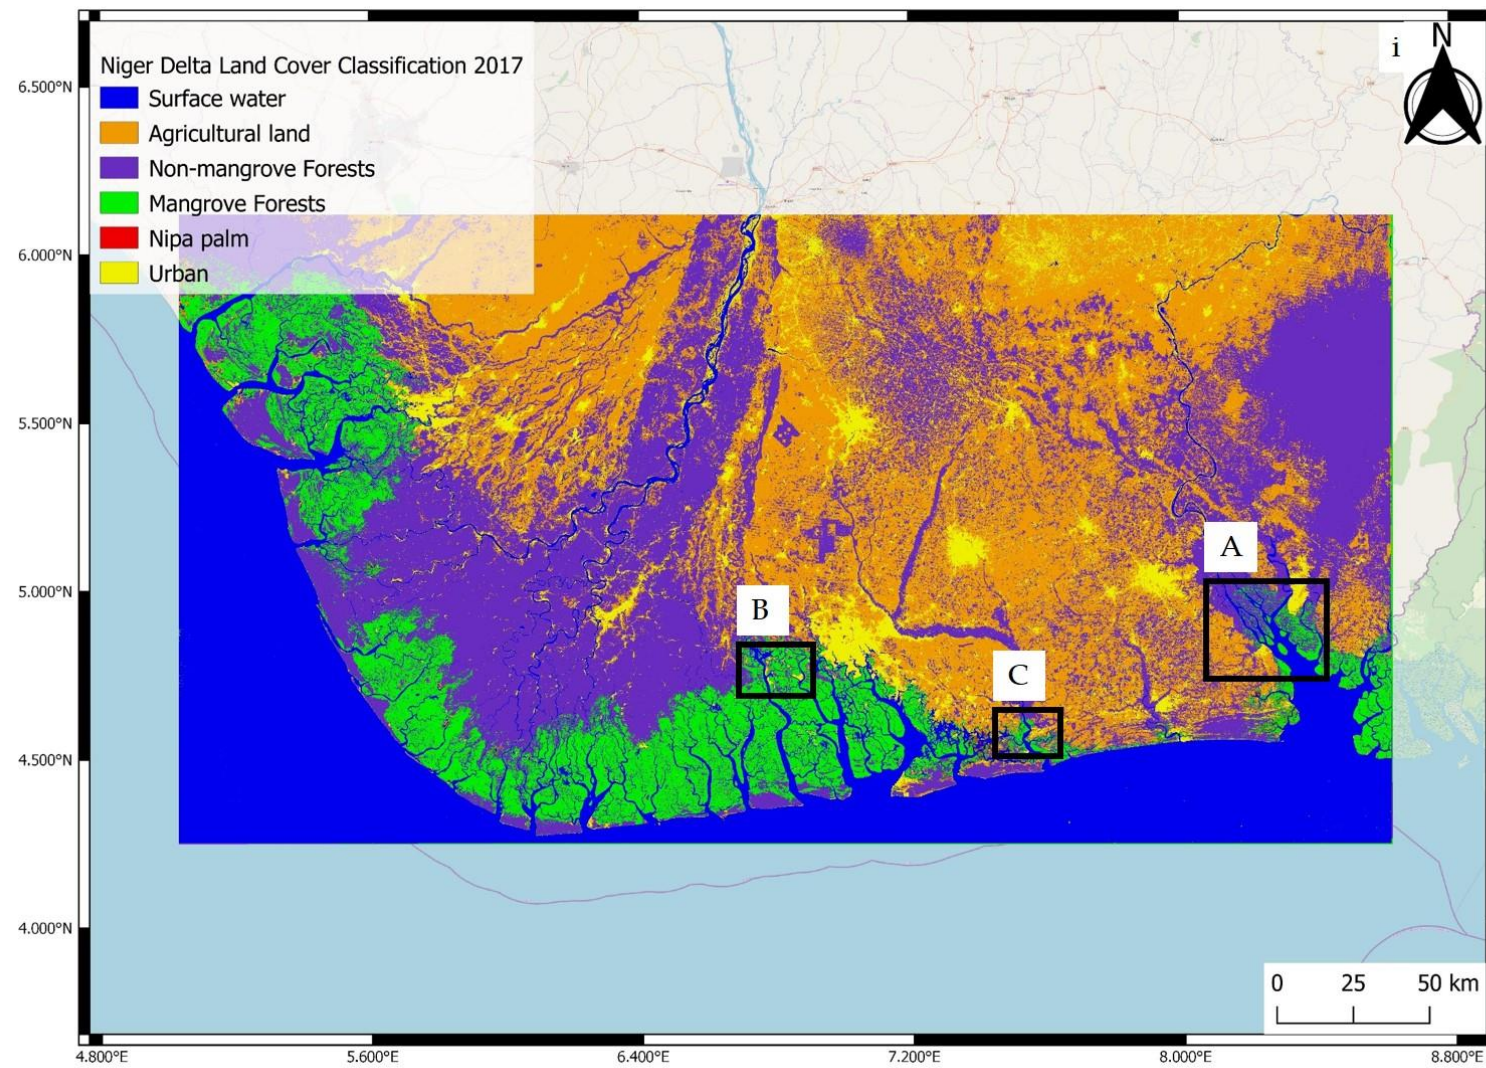 i
N
Niger Delta Land Cover Classification 2017
Surface water
Agricultural land
Non-mangrove Forests
Mangrove Forests
Nipa palm
Urban
6.500°N
6.000°N
5.500°N
5.000°N
4.500°N
4.000°N
A
B
C
0 25 50 km
4.800°E 5.600°E 6.400°E 7.200°E 8.000°E 8.800°E